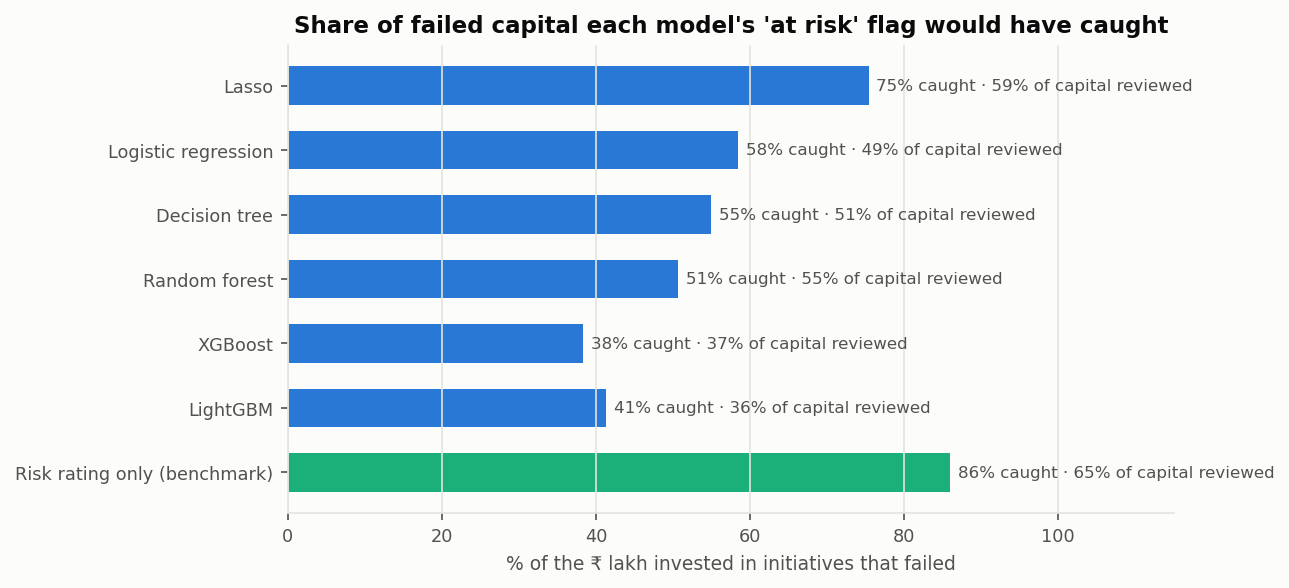 Share of failed capital each model's 'at risk' flag would have caught
Lasso
75% caught · 59% of capital reviewed
Logistic regression
58% caught · 49% of capital reviewed
Decision tree
55% caught · 51% of capital reviewed
Random forest
51% caught · 55% of capital reviewed
XGBoost
38% caught · 37% of capital reviewed
LightGBM
41% caught · 36% of capital reviewed
Risk rating only (benchmark)
86% caught · 65% of capital reviewed
0 20 40 60 80 100
% of the ₹ lakh invested in initiatives that failed